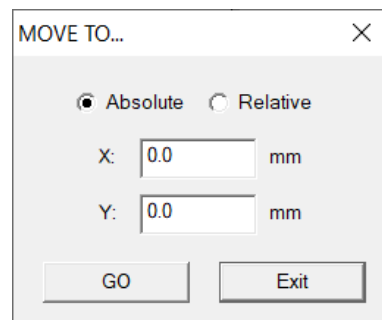 MOVE TO...
Absolute Relative
X: 0.0 mm
Y: 0.0 mm
GO Exit